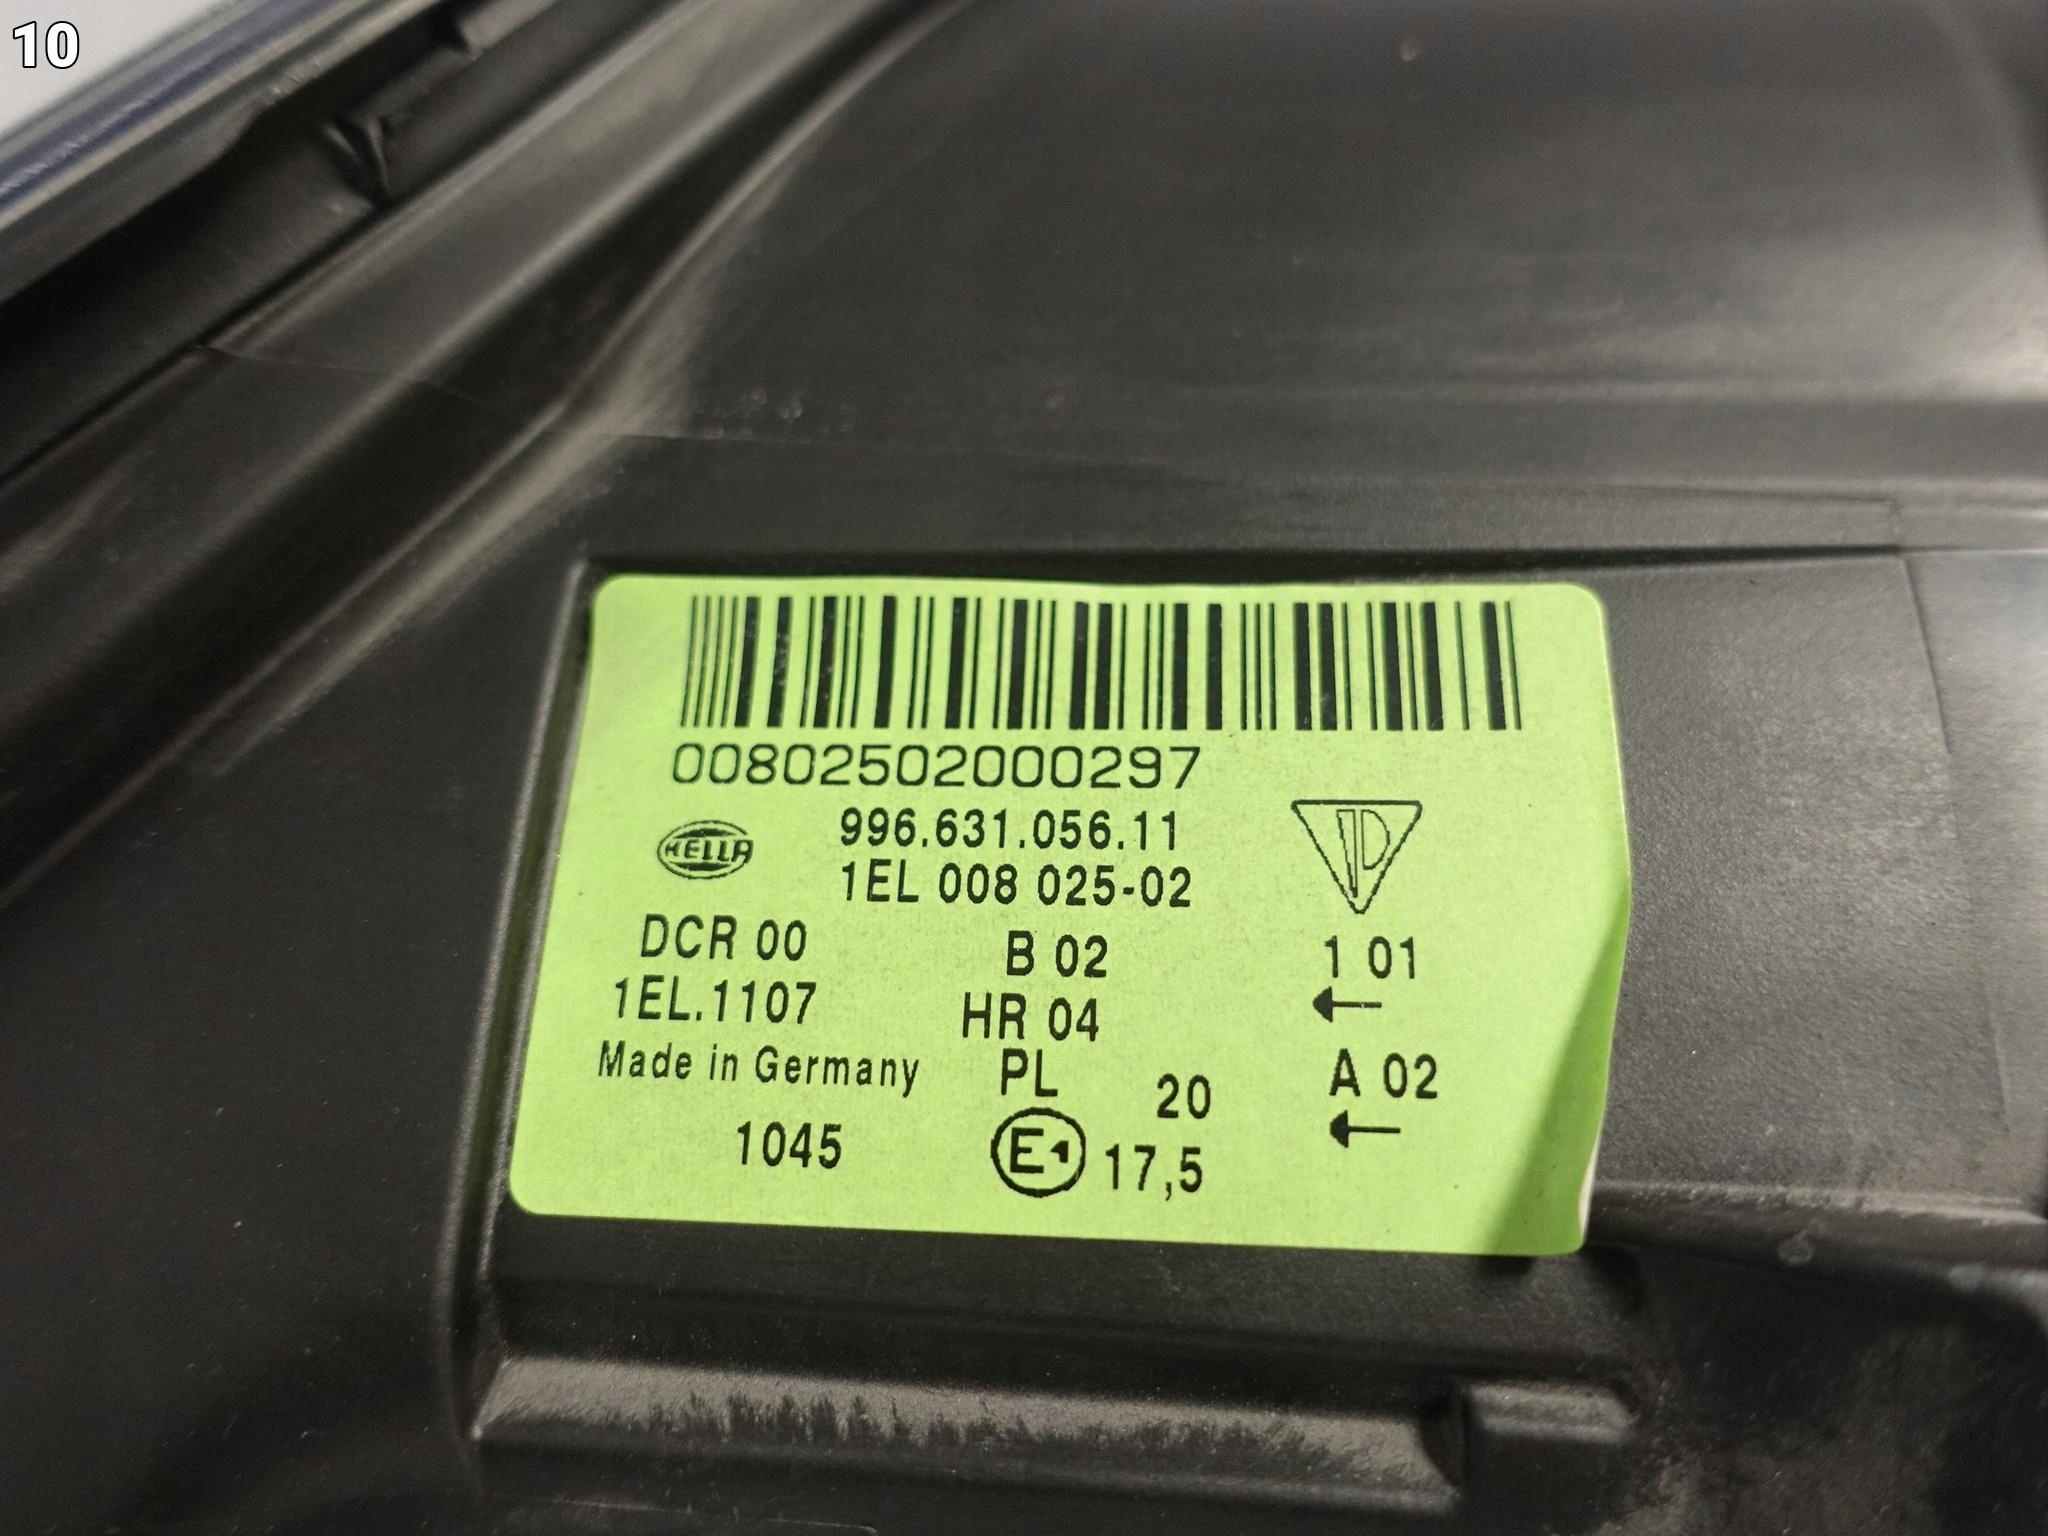 10
00802502000297
HELLA
996.631.056.11
1EL 008 025-02
DCR 00 B 02 1 01
1EL.1107 HR 04
Made in Germany PL 20 A 02
1045 E1 17,5